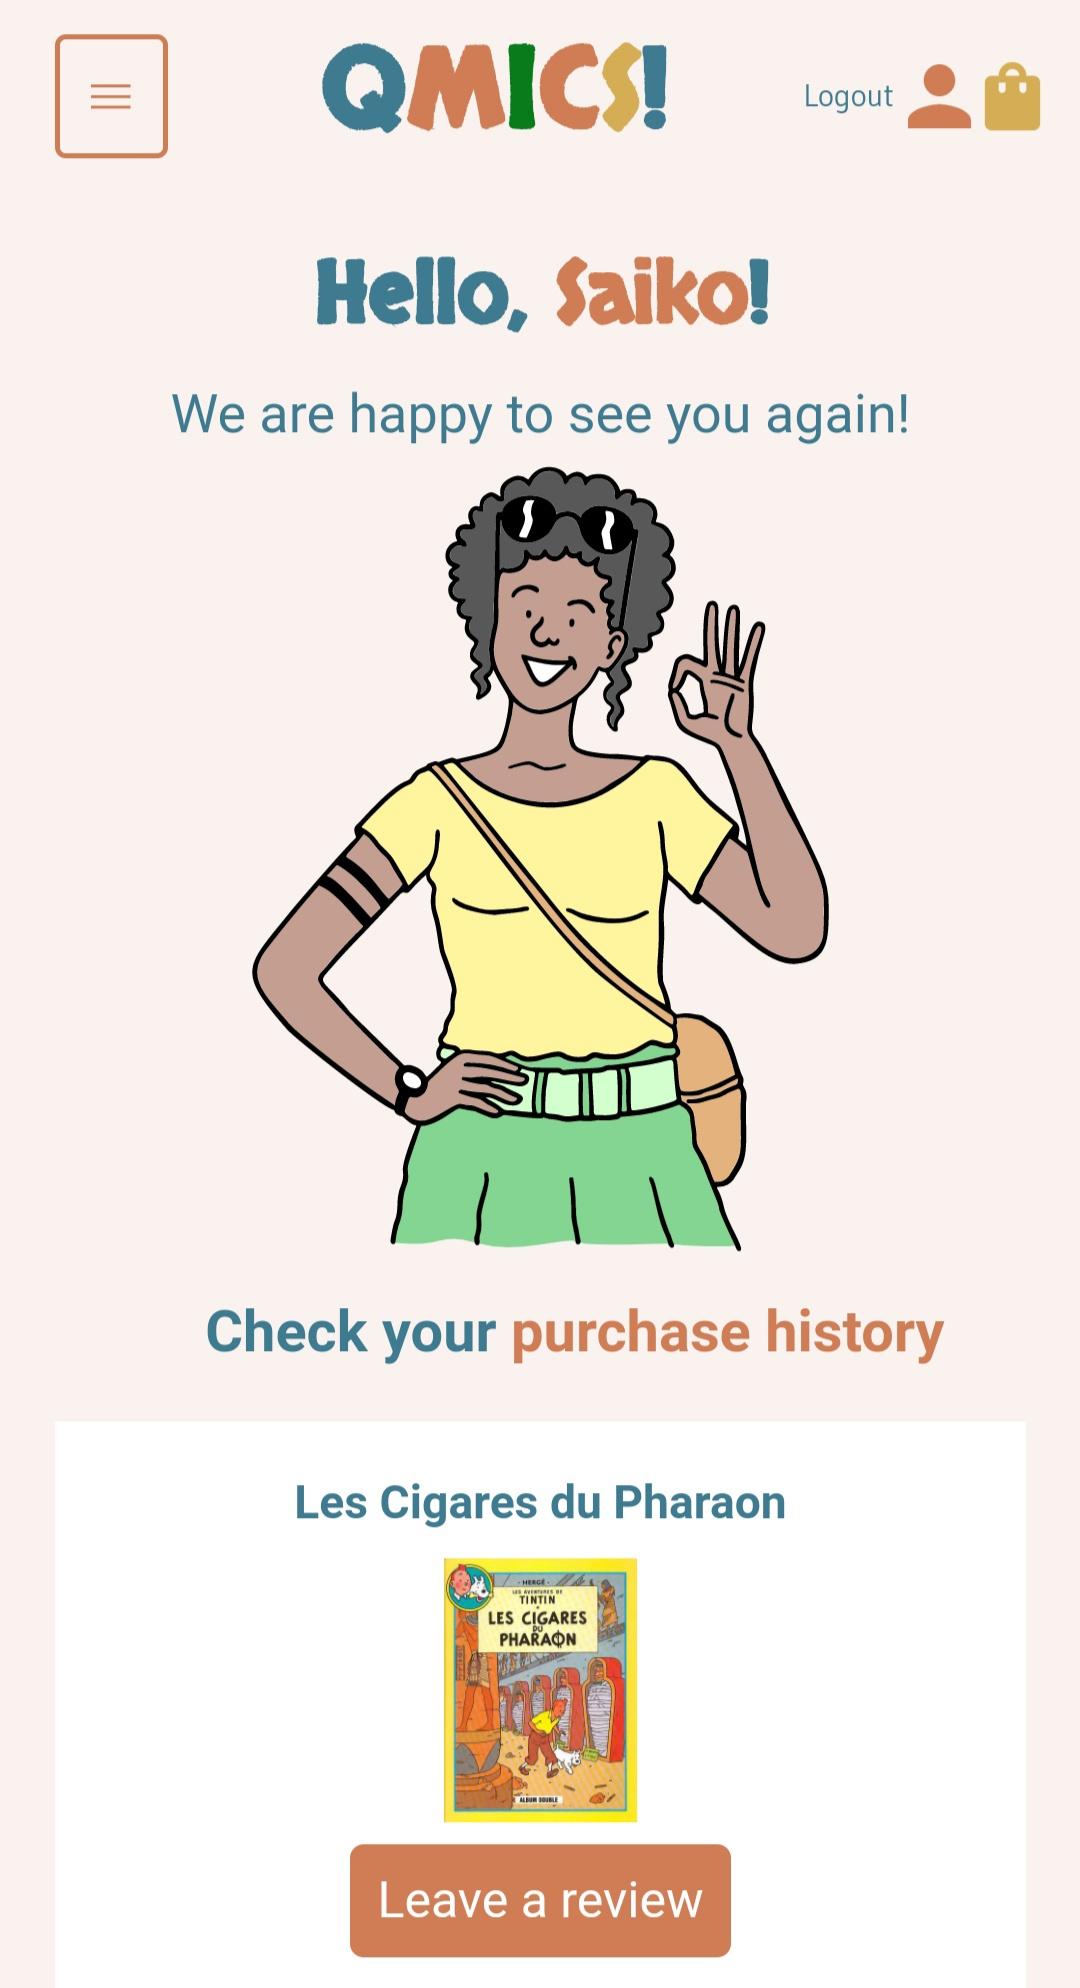 QMICS!
Logout
Hello, Saiko!
We are happy to see you again!
Check your purchase history
Les Cigares du Pharaon
- HERGÉ -
LES AVENTURES DE
TINTIN
LES CIGARES
DU
PHARAON
ALBUM DOUBLE
Leave a review